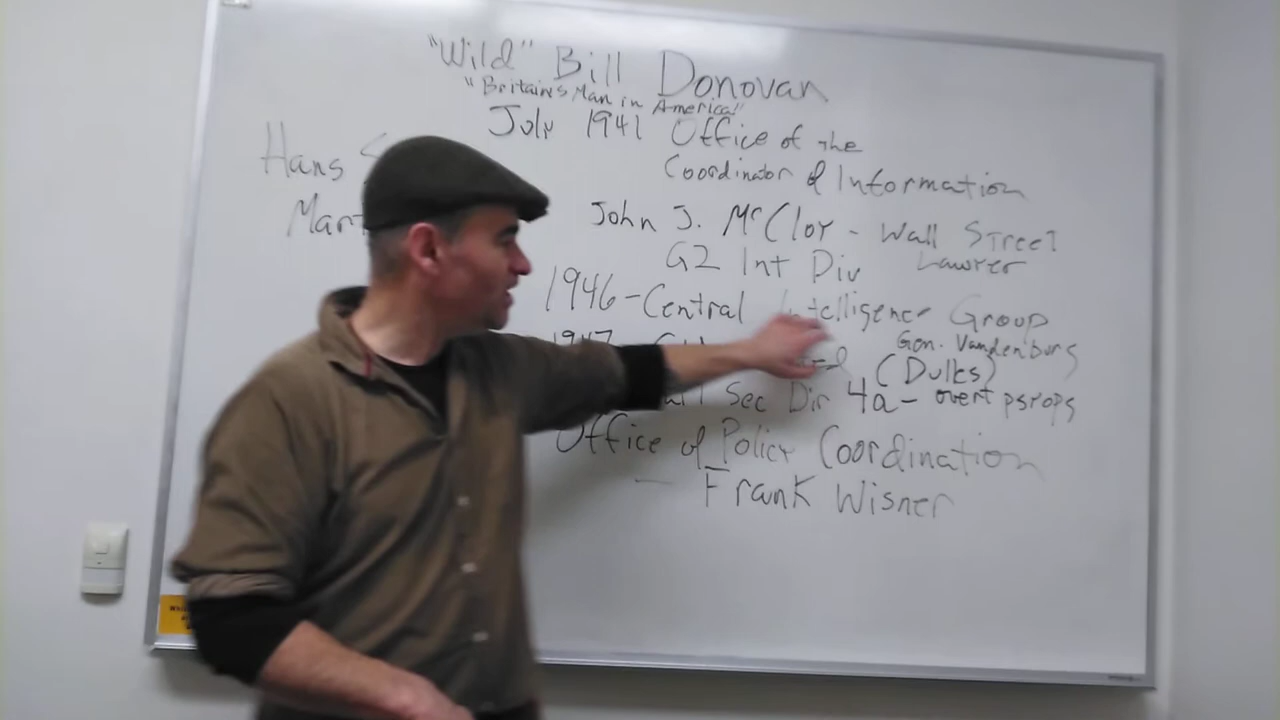 "Wild" Bill Donovan
"Britain's Man in America"
July 1941 Office of the
Coordinator of Information
Hans
Mart
John J. McCloy - Wall Street
Lawyer
G2 Int Div
1946 - Central Intelligence Group
Gen. Vandenburg
1947 -
(Dulles)
Sec Dir 4a - overt psyops
Office of Policy Coordination
— Frank Wisner